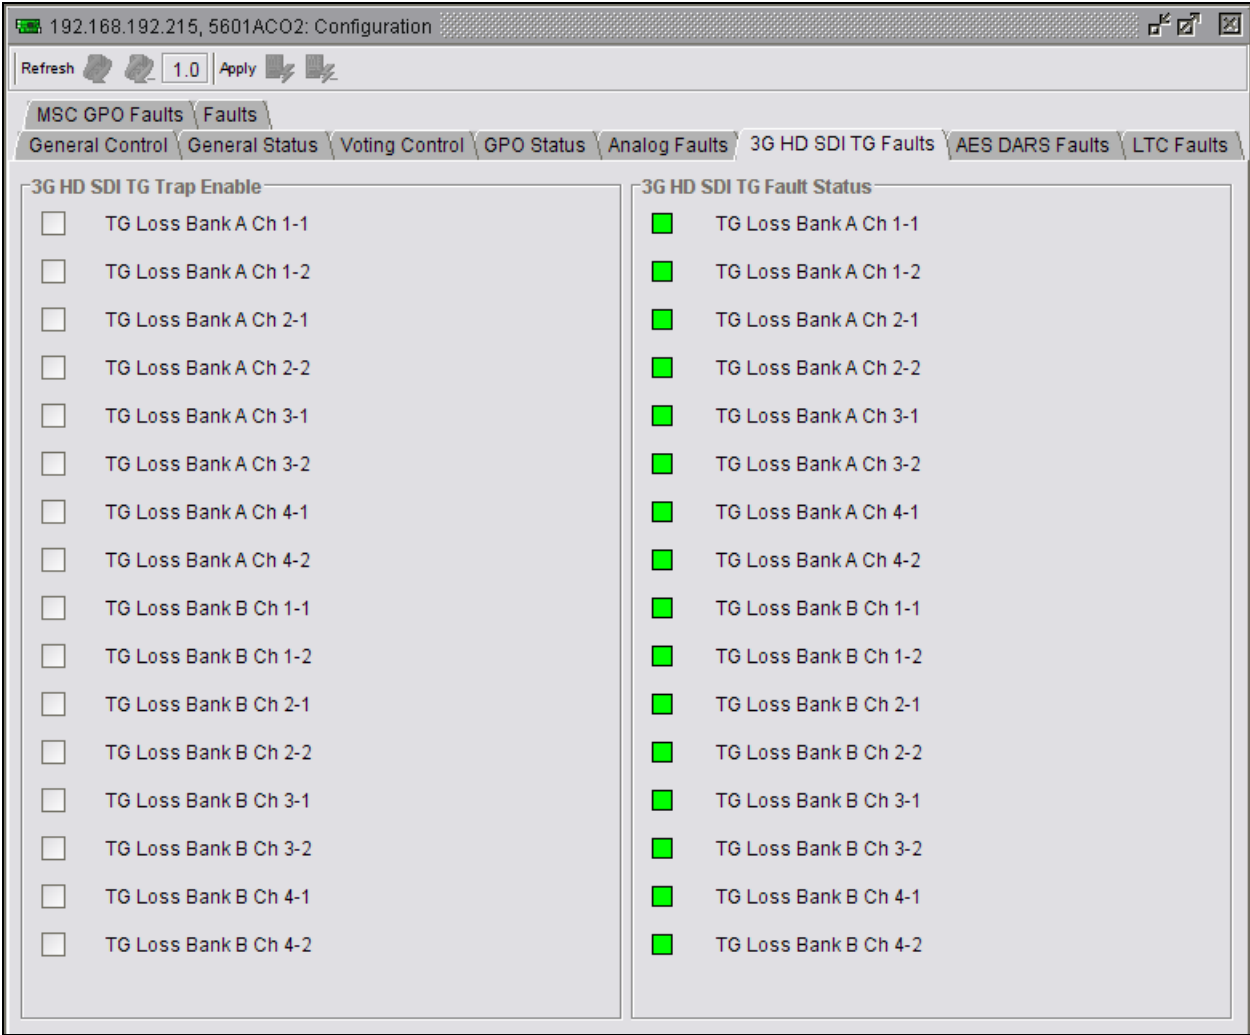 192.168.192.215, 5601ACO2: Configuration
Refresh 1.0 Apply
MSC GPO Faults Faults
General Control General Status Voting Control GPO Status Analog Faults 3G HD SDI TG Faults AES DARS Faults LTC Faults
3G HD SDI TG Trap Enable
TG Loss Bank A Ch 1-1
TG Loss Bank A Ch 1-2
TG Loss Bank A Ch 2-1
TG Loss Bank A Ch 2-2
TG Loss Bank A Ch 3-1
TG Loss Bank A Ch 3-2
TG Loss Bank A Ch 4-1
TG Loss Bank A Ch 4-2
TG Loss Bank B Ch 1-1
TG Loss Bank B Ch 1-2
TG Loss Bank B Ch 2-1
TG Loss Bank B Ch 2-2
TG Loss Bank B Ch 3-1
TG Loss Bank B Ch 3-2
TG Loss Bank B Ch 4-1
TG Loss Bank B Ch 4-2
3G HD SDI TG Fault Status
TG Loss Bank A Ch 1-1
TG Loss Bank A Ch 1-2
TG Loss Bank A Ch 2-1
TG Loss Bank A Ch 2-2
TG Loss Bank A Ch 3-1
TG Loss Bank A Ch 3-2
TG Loss Bank A Ch 4-1
TG Loss Bank A Ch 4-2
TG Loss Bank B Ch 1-1
TG Loss Bank B Ch 1-2
TG Loss Bank B Ch 2-1
TG Loss Bank B Ch 2-2
TG Loss Bank B Ch 3-1
TG Loss Bank B Ch 3-2
TG Loss Bank B Ch 4-1
TG Loss Bank B Ch 4-2